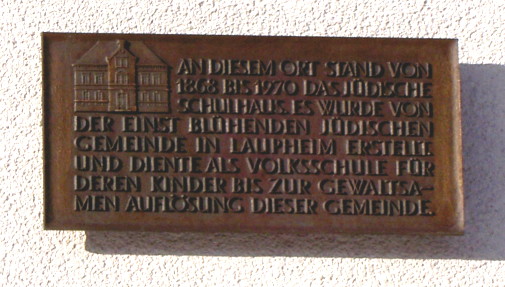 AN DIESEM ORT STAND VON
1868 BIS 1970 DAS JÜDISCHE
SCHULHAUS. ES WURDE VON
DER EINST BLÜHENDEN JÜDISCHEN
GEMEINDE IN LAUPHEIM ERSTELLT
UND DIENTE ALS VOLKSSCHULE FÜR
DEREN KINDER BIS ZUR GEWALTSA-
MEN AUFLÖSUNG DIESER GEMEINDE.